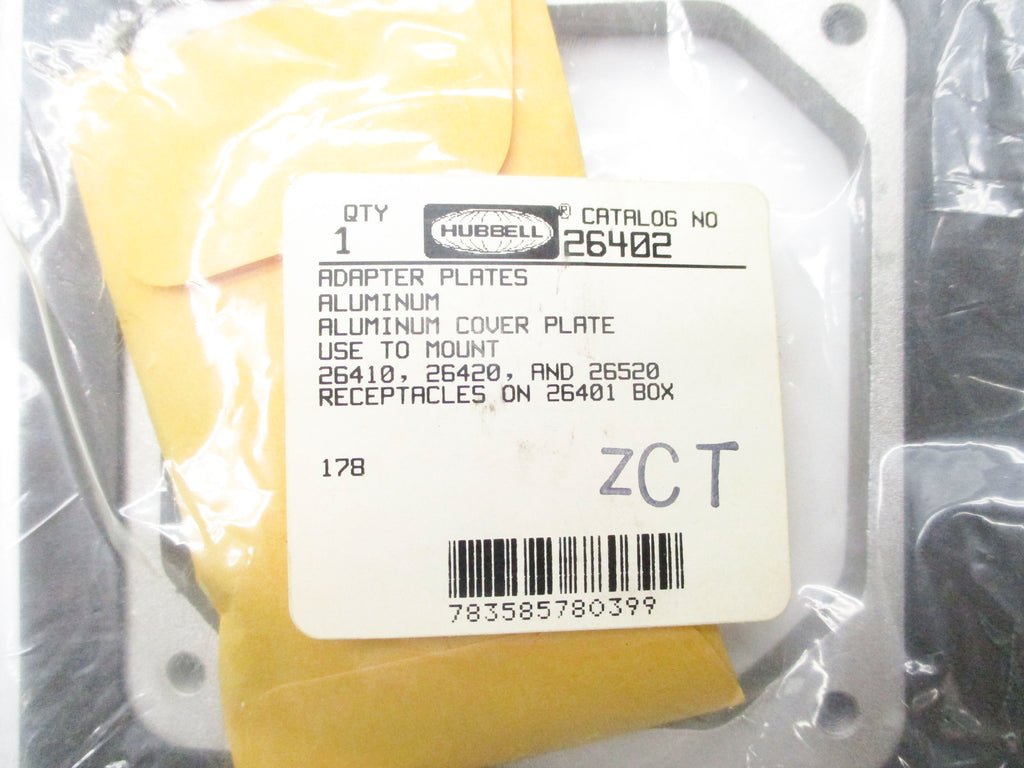 QTY
1
HUBBELL®
CATALOG NO
26402
ADAPTER PLATES
ALUMINUM
ALUMINUM COVER PLATE
USE TO MOUNT
26410, 26420, AND 26520
RECEPTACLES ON 26401 BOX
178
ZCT
783585780399